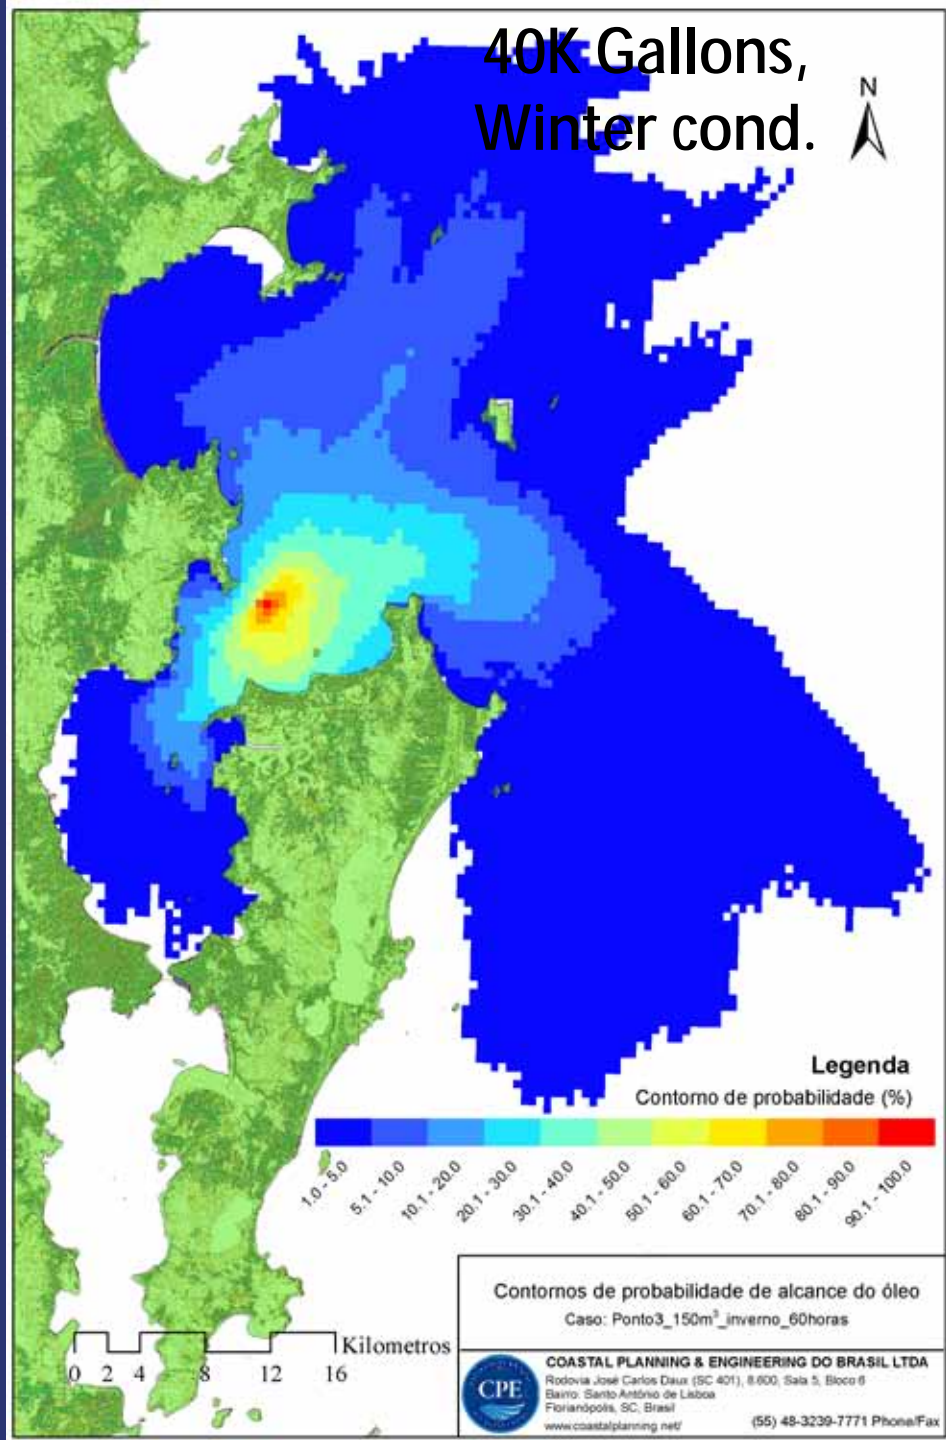 40K Gallons,
Winter cond.
N
Legenda
Contorno de probabilidade (%)
1.0 - 5.0
5.1 - 10.0
10.1 - 20.0
20.1 - 30.0
30.1 - 40.0
40.1 - 50.0
50.1 - 60.0
60.1 - 70.0
70.1 - 80.0
80.1 - 90.0
90.1 - 100.0
Kilometros
0 2 4 8 12 16
Contornos de probabilidade de alcance do óleo
Caso: Ponto3_150m³_inverno_60horas
CPE
COASTAL PLANNING & ENGINEERING DO BRASIL LTDA
Rodovia José Carlos Daux (SC 401), 8.600, Sala 5, Bloco 6
Bairro: Santo Antônio de Lisboa
Florianópolis, SC, Brasil
www.coastalplanning.net/ (55) 48-3239-7771 Phone/Fax